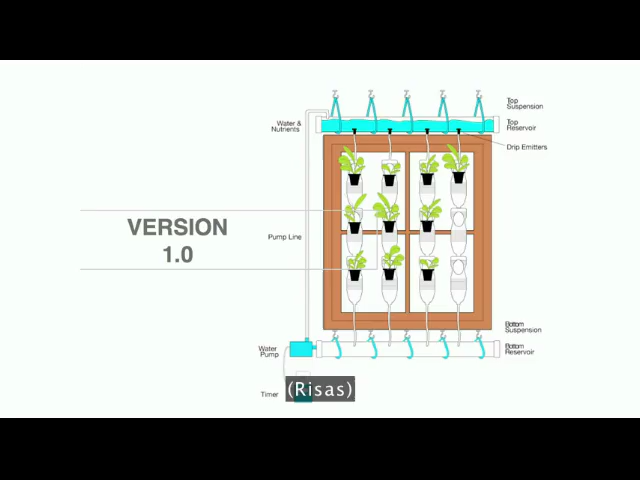 Top
Suspension
Water &
Nutrients
Top
Reservoir
Drip Emitters
VERSION
1.0
Pump Line
Bottom
Suspension
Water
Pump
Bottom
Reservoir
Timer
(Risas)